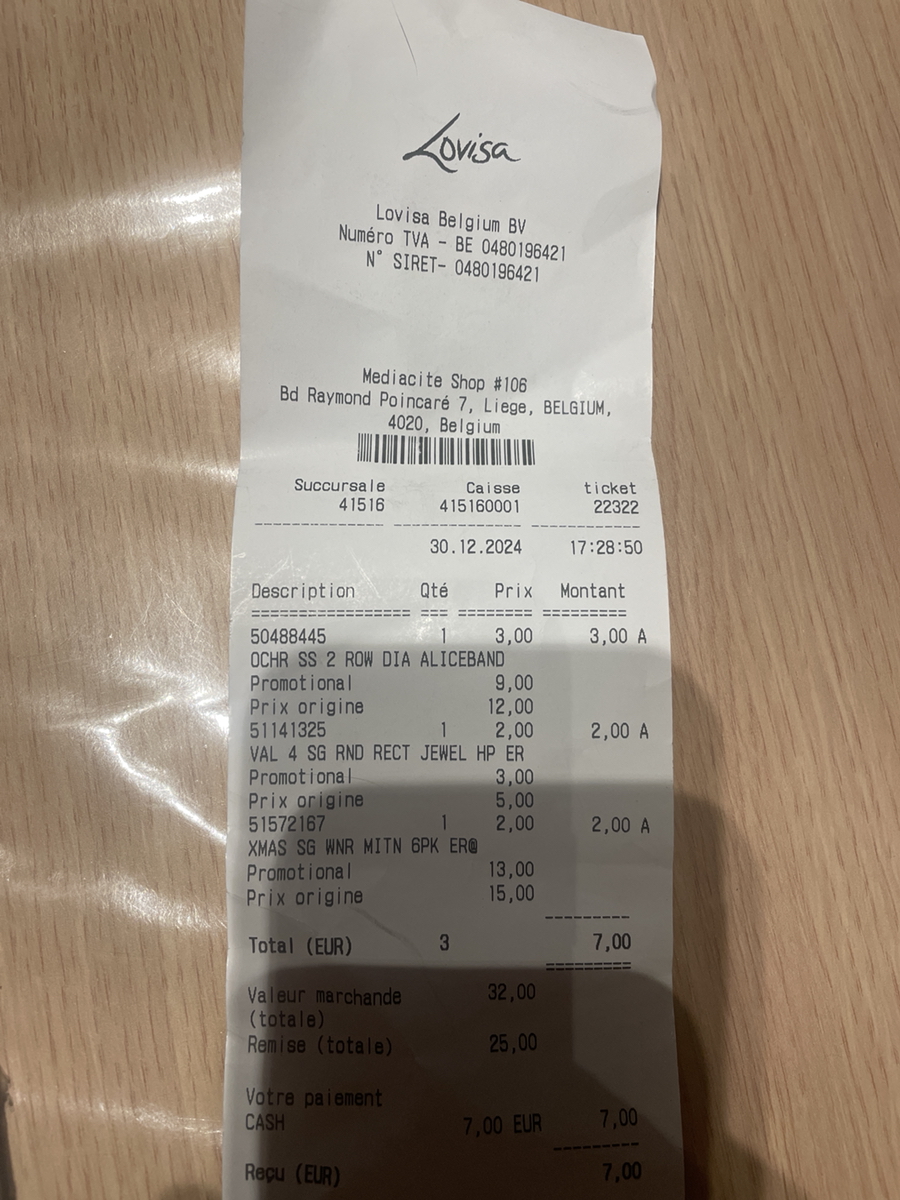 Lovisa
Lovisa Belgium BV
Numéro TVA - BE 0480196421
N° SIRET- 0480196421
Mediacite Shop #106
Bd Raymond Poincaré 7, Liege, BELGIUM,
4020, Belgium
Succursale Caisse ticket
41516 415160001 22322
30.12.2024 17:28:50
Description Qté Prix Montant
50488445 1 3,00 3,00 A
OCHR SS 2 ROW DIA ALICEBAND
Promotional 9,00
Prix origine 12,00
51141325 1 2,00 2,00 A
VAL 4 SG RND RECT JEWEL HP ER
Promotional 3,00
Prix origine 5,00
51572167 1 2,00 2,00 A
XMAS SG WNR MITN 6PK ER@
Promotional 13,00
Prix origine 15,00
Total (EUR) 3 7,00
Valeur marchande 32,00
(totale)
Remise (totale) 25,00
Votre paiement
CASH 7,00 EUR 7,00
Reçu (EUR) 7,00